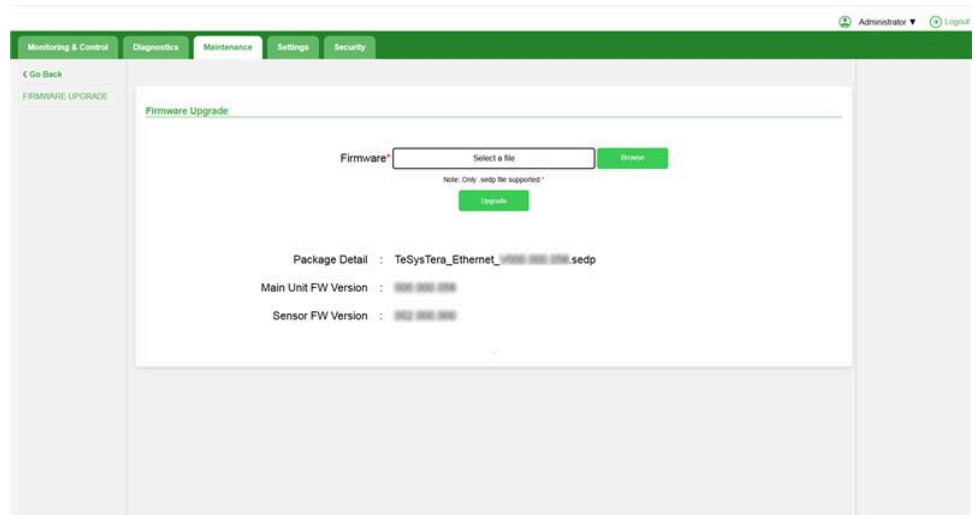 Administrator ▼ Logout
Monitoring & Control Diagnostics Maintenance Settings Security
< Go Back
FIRMWARE UPGRADE
Firmware Upgrade
Firmware* Select a file Browse
Note: Only .sedp file supported.*
Upgrade
Package Detail : TeSysTera_Ethernet_ .sedp
Main Unit FW Version :
Sensor FW Version :